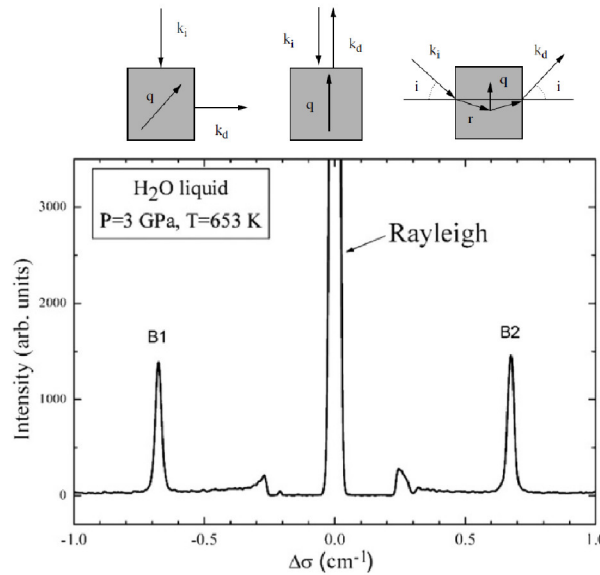 k_i
q
k_d
k_i k_d
q
k_i k_d
i q i
r
H₂O liquid
P=3 GPa, T=653 K
Rayleigh
B1
B2
Intensity (arb. units)
3000
2000
1000
0
-1.0 -0.5 0.0 0.5 1.0
Δσ (cm⁻¹)